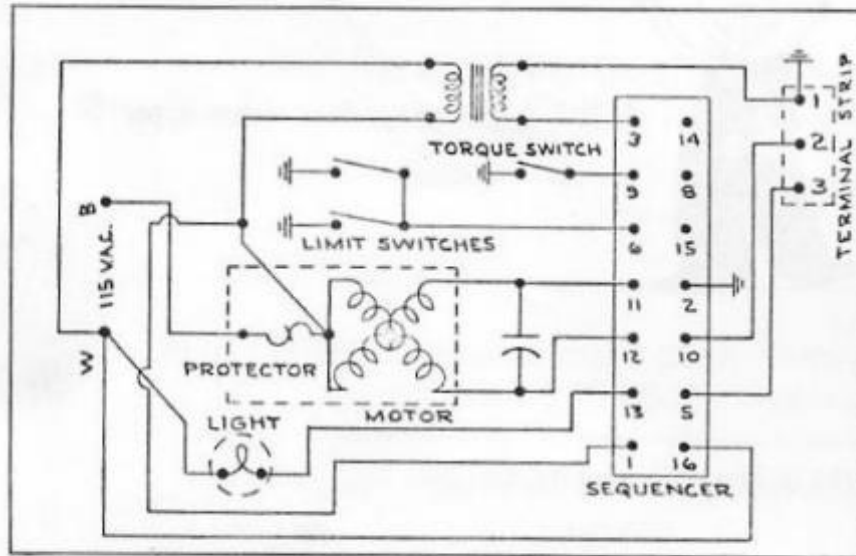 TERMINAL STRIP
1
2
3
3 14
TORQUE SWITCH
9 8
B
115 V.A.C.
W
LIMIT SWITCHES
6 15
11 2
PROTECTOR
12 10
LIGHT
MOTOR
13 5
1 16
SEQUENCER